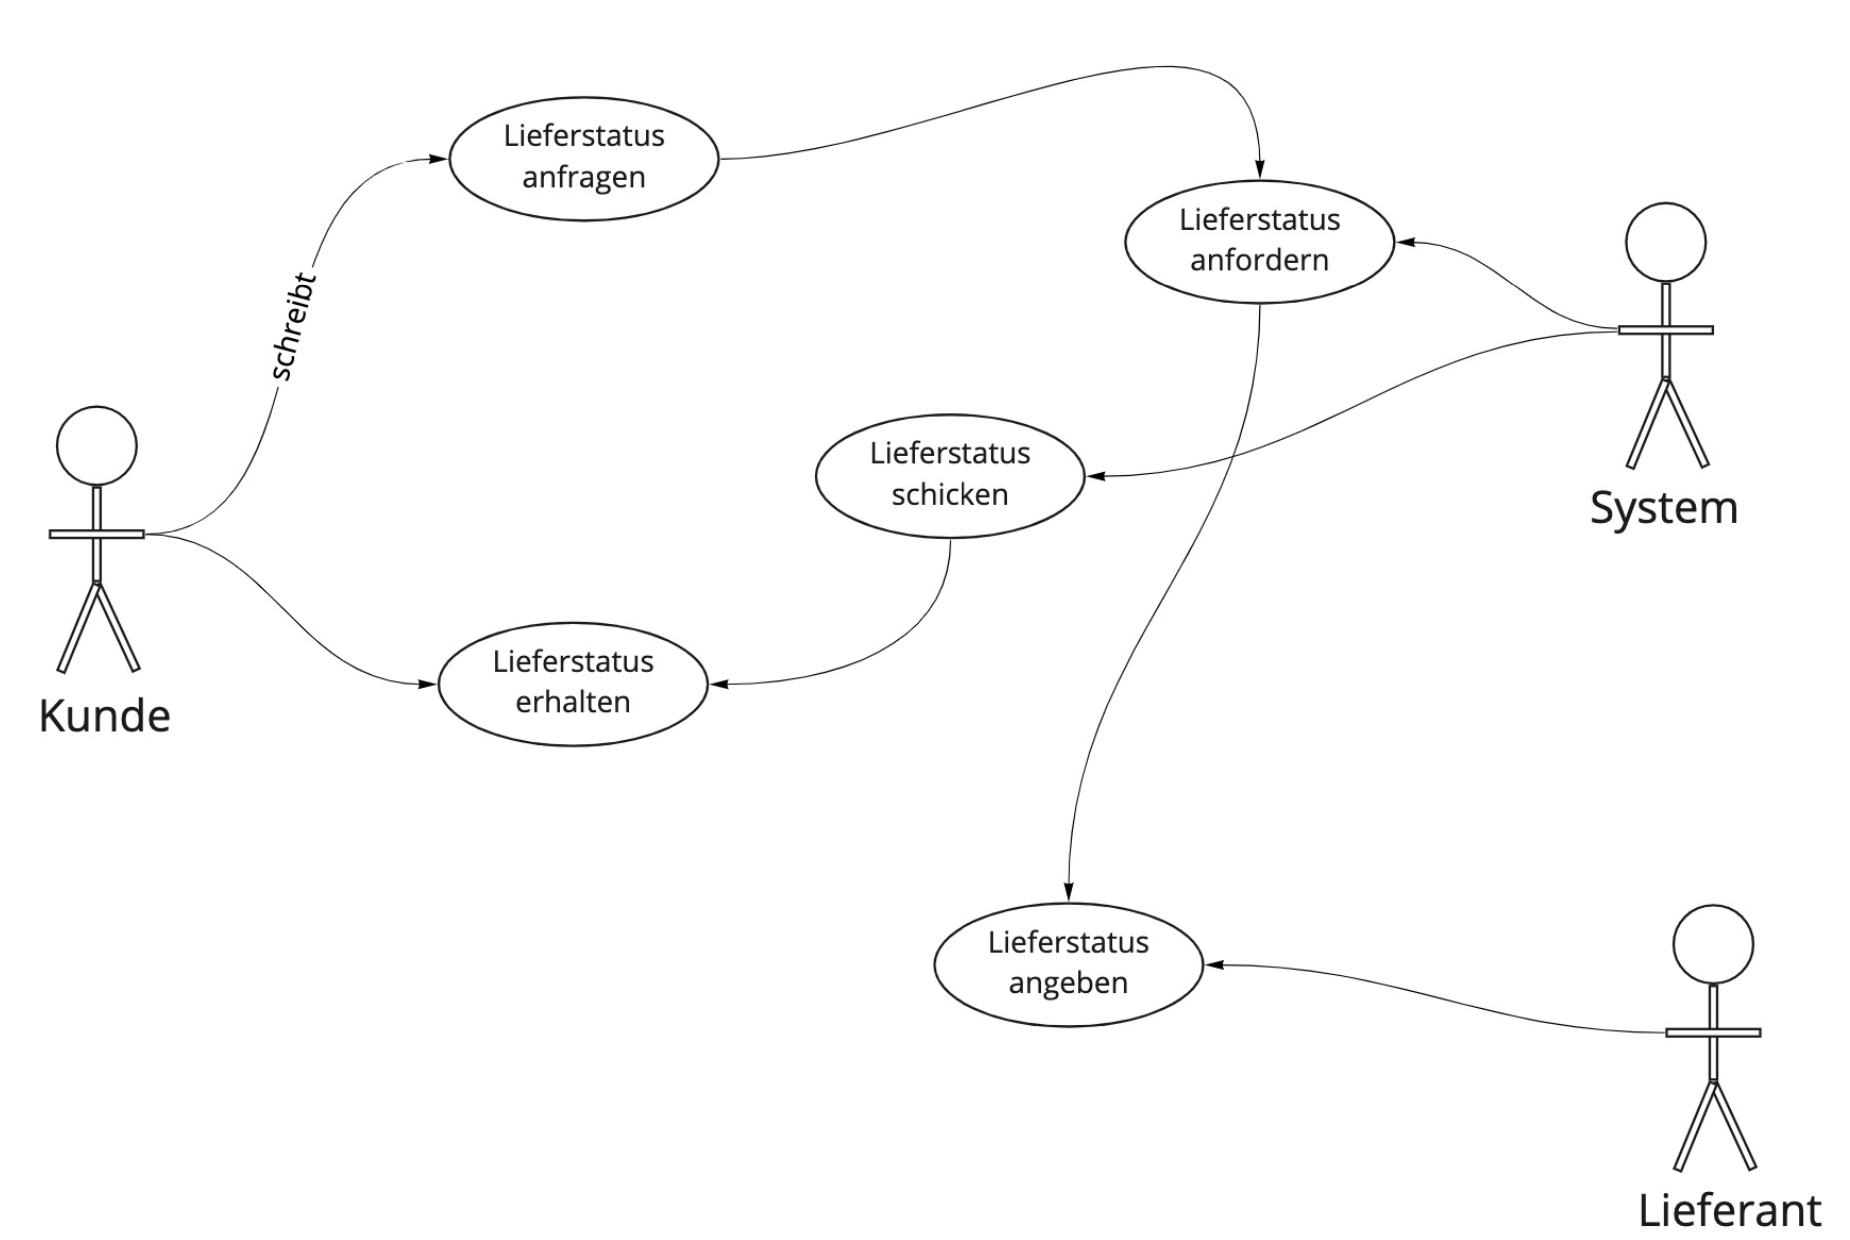 Lieferstatus
anfragen
Lieferstatus
anfordern
schreibt
Lieferstatus
schicken
System
Lieferstatus
erhalten
Kunde
Lieferstatus
angeben
Lieferant